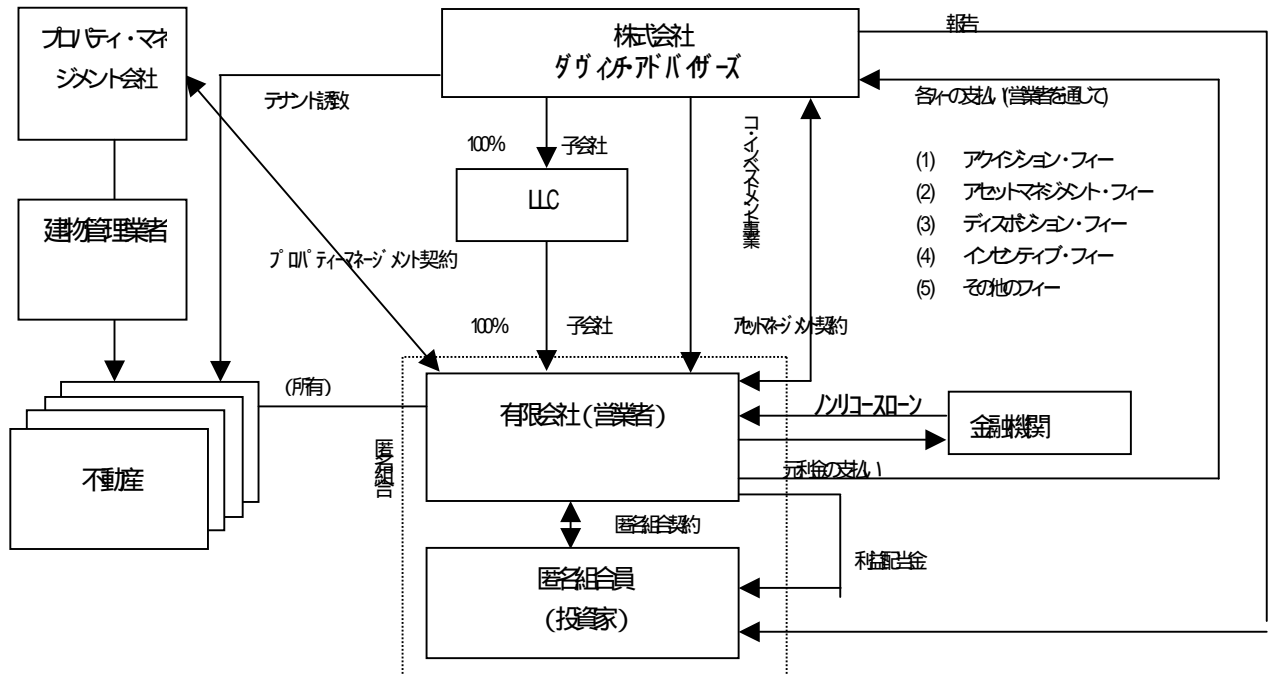 プロパティ・マネ
ジメント会社
株式会社
ダヴィンチ・アドバイザーズ
報告
テナント誘致
各フィーの支払い(営業者を通じて)
100% 子会社
コ・インベストメント事業
(1) アクイジション・フィー
(2) アセットマネジメント・フィー
(3) ディスポジション・フィー
(4) インセンティブ・フィー
(5) その他のフィー
LLC
建物管理業者
プロパティーマネージメント契約
100% 子会社
アセットマネージメント契約
(所有)
有限会社(営業者)
ノンリコースローン
金融機関
匿名組合
不動産
元利金の支払い
匿名組合契約
利益配当金
匿名組合員
(投資家)